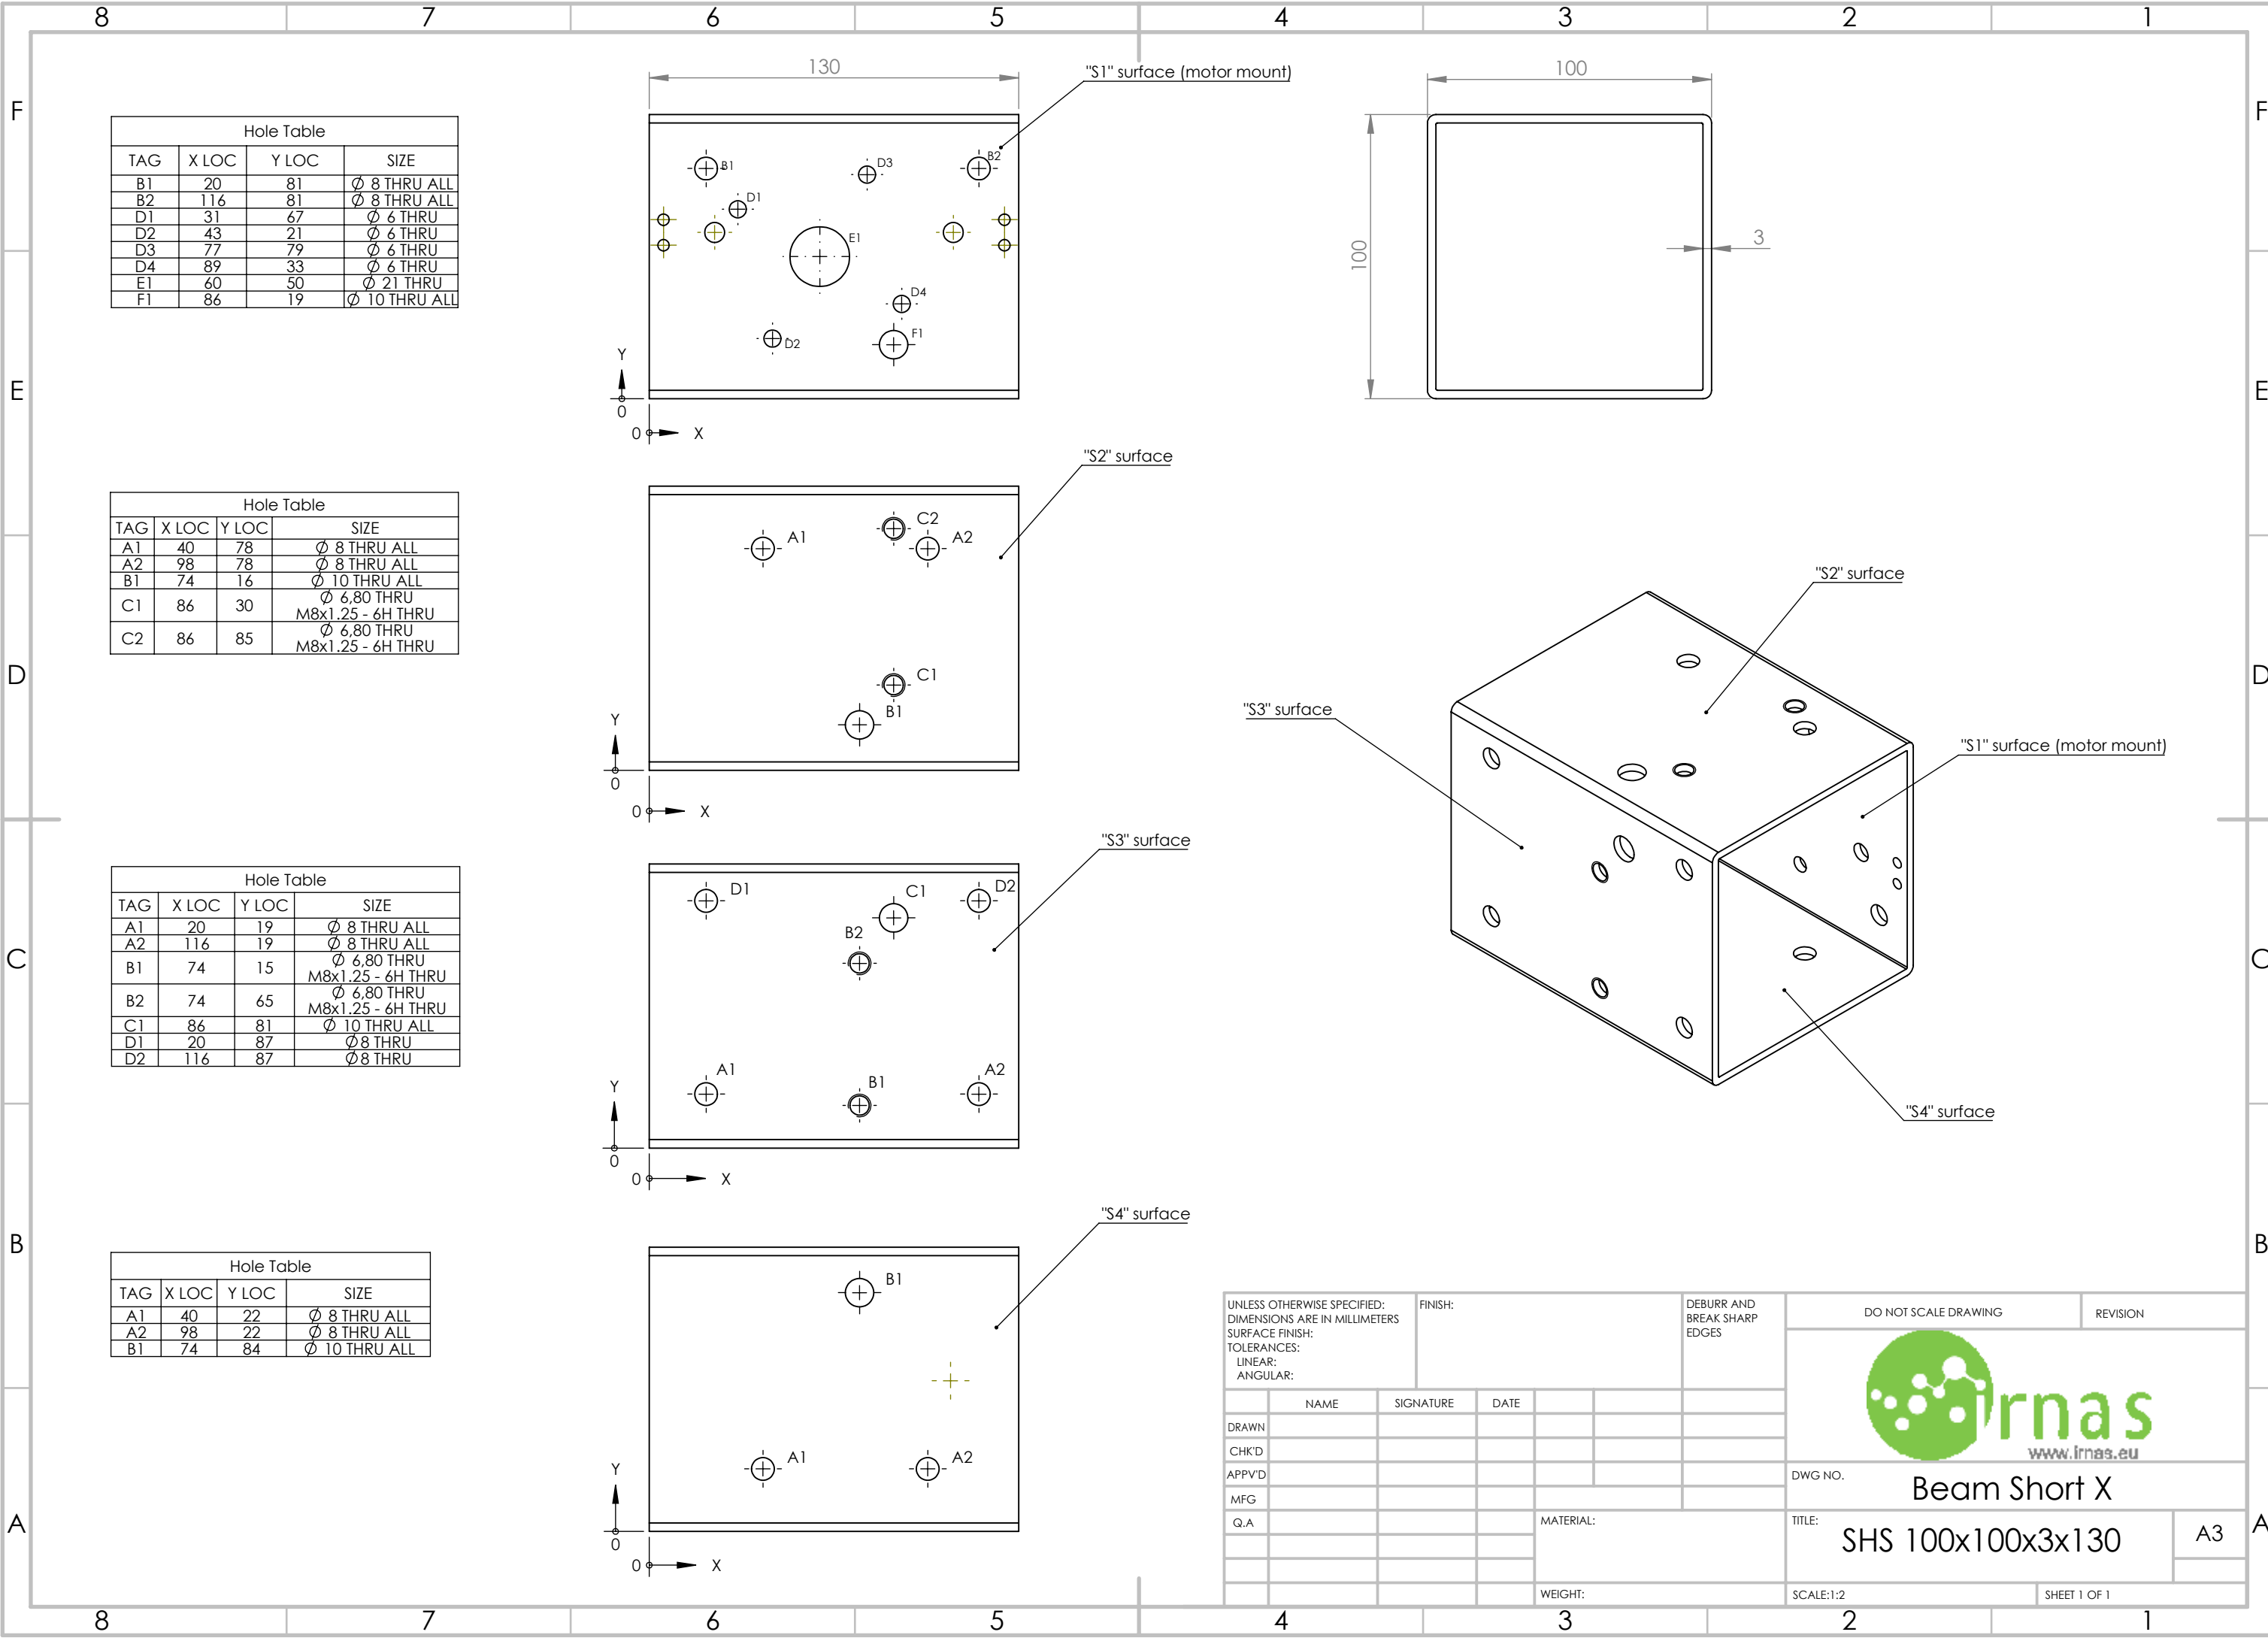 8 7 6 5 4 3 2 1
F F
E E
D D
C C
B B
A A
Hole Table
TAG X LOC Y LOC SIZE
B1 20 81 Ø 8 THRU ALL
B2 116 81 Ø 8 THRU ALL
D1 31 67 Ø 6 THRU
D2 43 21 Ø 6 THRU
D3 77 79 Ø 6 THRU
D4 89 33 Ø 6 THRU
E1 60 50 Ø 21 THRU
F1 86 19 Ø 10 THRU ALL
130
"S1" surface (motor mount)
B1 D3 B2
D1
E1
D4
F1
D2
Y
0
0 X
100
100
3
Hole Table
TAG X LOC Y LOC SIZE
A1 40 78 Ø 8 THRU ALL
A2 98 78 Ø 8 THRU ALL
B1 74 16 Ø 10 THRU ALL
C1 86 30 Ø 6,80 THRU
M8x1.25 - 6H THRU
C2 86 85 Ø 6,80 THRU
M8x1.25 - 6H THRU
"S2" surface
C2
A1 A2
C1
B1
Y
0
0 X
"S2" surface
"S3" surface
"S1" surface (motor mount)
"S4" surface
Hole Table
TAG X LOC Y LOC SIZE
A1 20 19 Ø 8 THRU ALL
A2 116 19 Ø 8 THRU ALL
B1 74 15 Ø 6,80 THRU
M8x1.25 - 6H THRU
B2 74 65 Ø 6,80 THRU
M8x1.25 - 6H THRU
C1 86 81 Ø 10 THRU ALL
D1 20 87 Ø8 THRU
D2 116 87 Ø8 THRU
"S3" surface
D1 C1 D2
B2
A1 B1 A2
Y
0
0 X
Hole Table
TAG X LOC Y LOC SIZE
A1 40 22 Ø 8 THRU ALL
A2 98 22 Ø 8 THRU ALL
B1 74 84 Ø 10 THRU ALL
"S4" surface
B1
A1 A2
Y
0
0 X
UNLESS OTHERWISE SPECIFIED:
DIMENSIONS ARE IN MILLIMETERS
SURFACE FINISH:
TOLERANCES:
LINEAR:
ANGULAR:
FINISH:
DEBURR AND
BREAK SHARP
EDGES
DO NOT SCALE DRAWING
REVISION
NAME SIGNATURE DATE
DRAWN
CHK'D
APPV'D
MFG
Q.A
MATERIAL:
WEIGHT:
irnas
www.irnas.eu
DWG NO.
Beam Short X
TITLE:
SHS 100x100x3x130
A3
SCALE:1:2
SHEET 1 OF 1
8 7 6 5 4 3 2 1